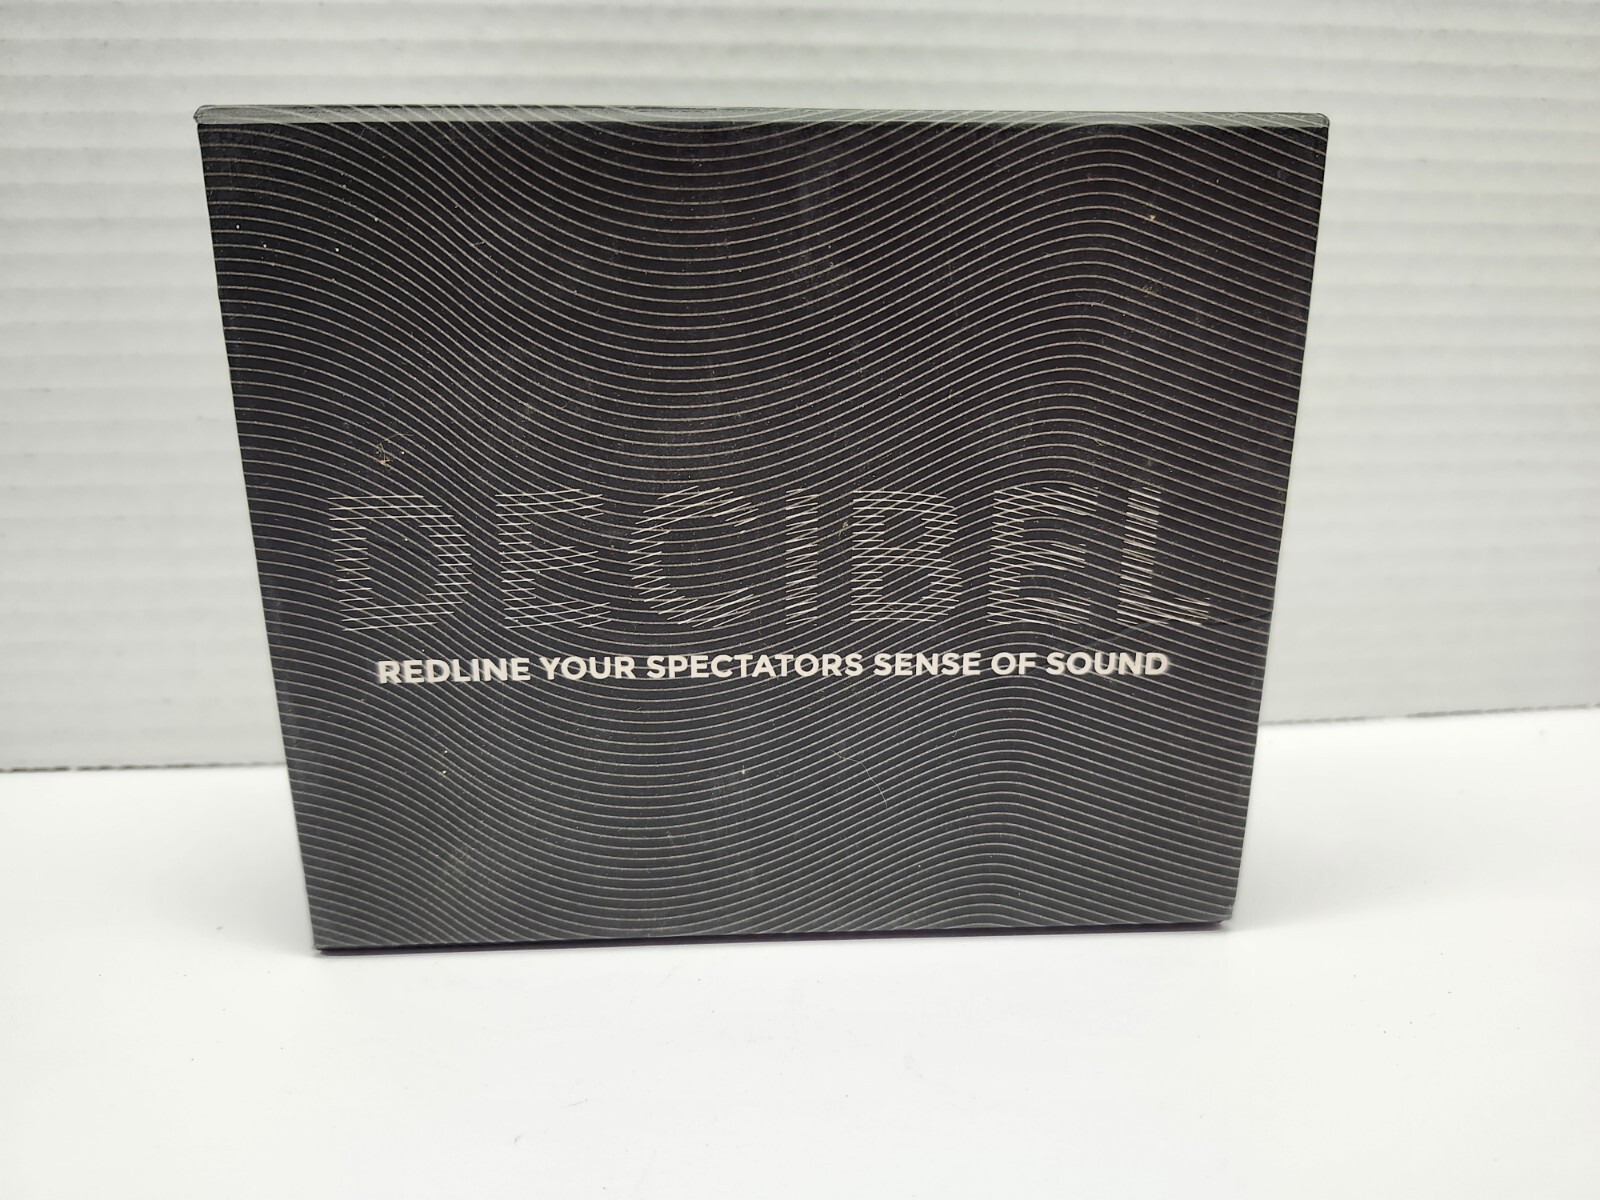 DECIBEL
REDLINE YOUR SPECTATORS SENSE OF SOUND